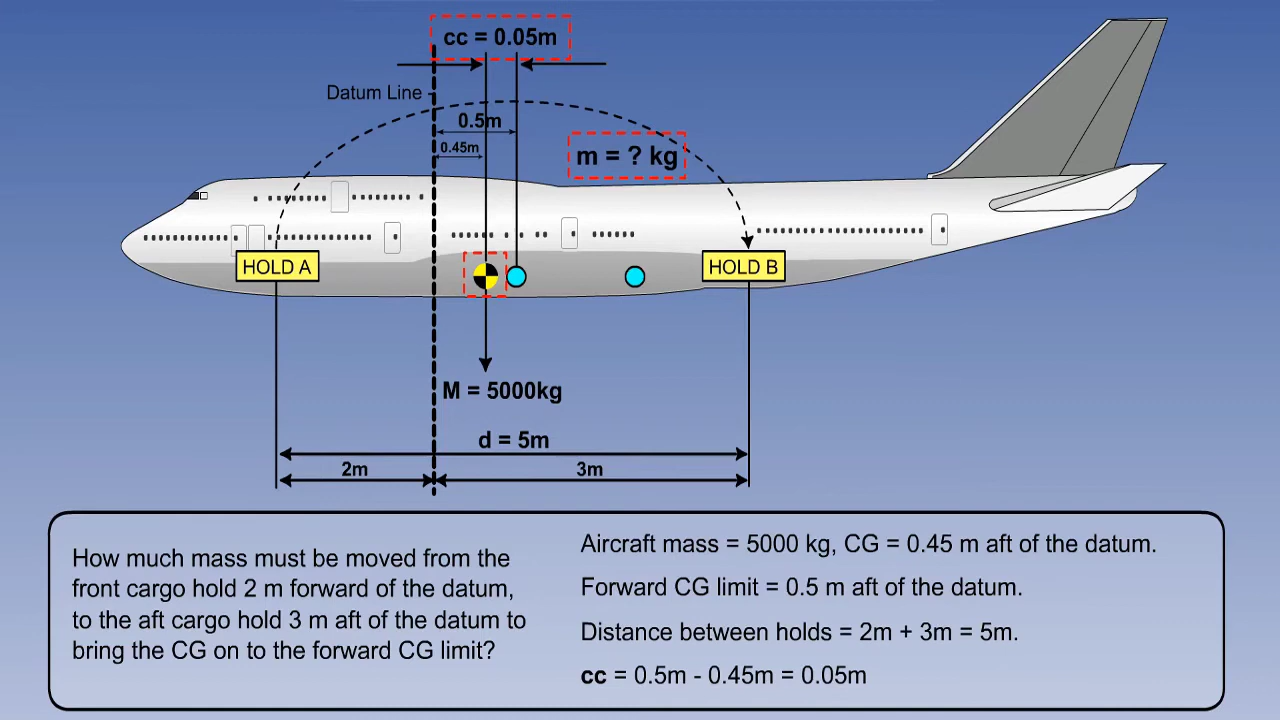 cc = 0.05m
Datum Line
0.5m
0.45m
m = ? kg
HOLD A
HOLD B
M = 5000kg
d = 5m
2m
3m
How much mass must be moved from the
front cargo hold 2 m forward of the datum,
to the aft cargo hold 3 m aft of the datum to
bring the CG on to the forward CG limit?
Aircraft mass = 5000 kg, CG = 0.45 m aft of the datum.
Forward CG limit = 0.5 m aft of the datum.
Distance between holds = 2m + 3m = 5m.
cc = 0.5m - 0.45m = 0.05m